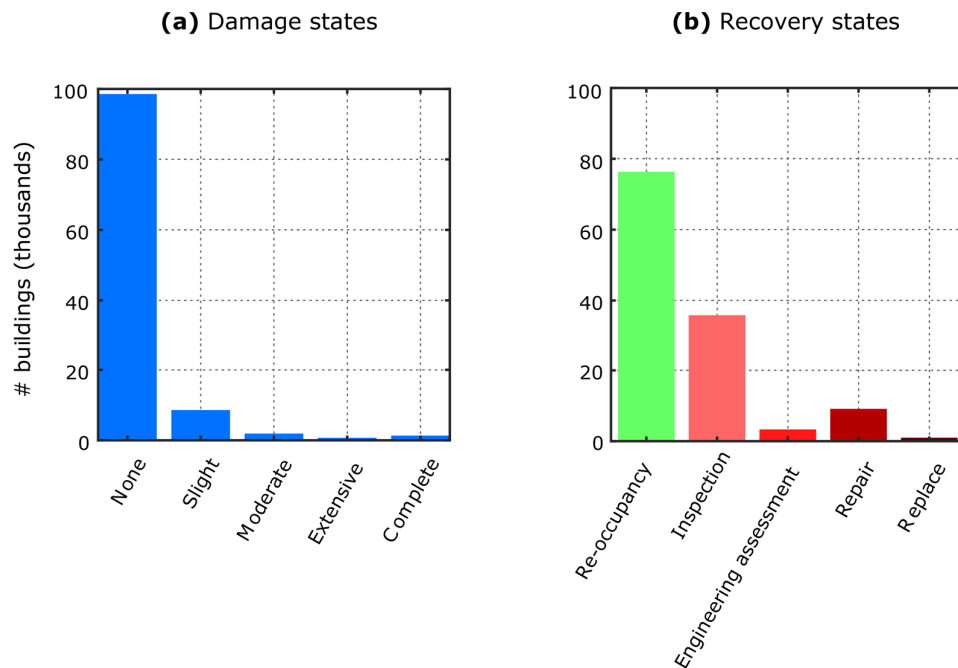 (a) Damage states
# buildings (thousands)
100
80
60
40
20
0
None
Slight
Moderate
Extensive
Complete
(b) Recovery states
100
80
60
40
20
0
Re-occupancy
Inspection
Engineering assessment
Repair
Replace